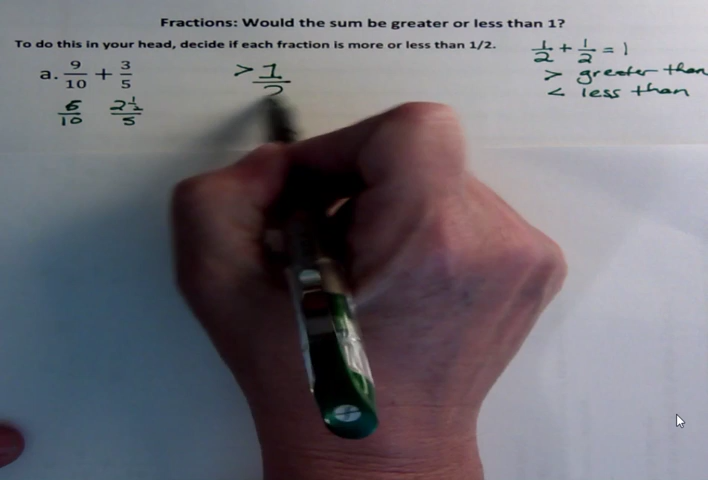 Fractions: Would the sum be greater or less than 1?
To do this in your head, decide if each fraction is more or less than 1/2.
1/2 + 1/2 = 1
> greater than
< less than
a. 9/10 + 3/5
> 1/2
5/10 2½/5